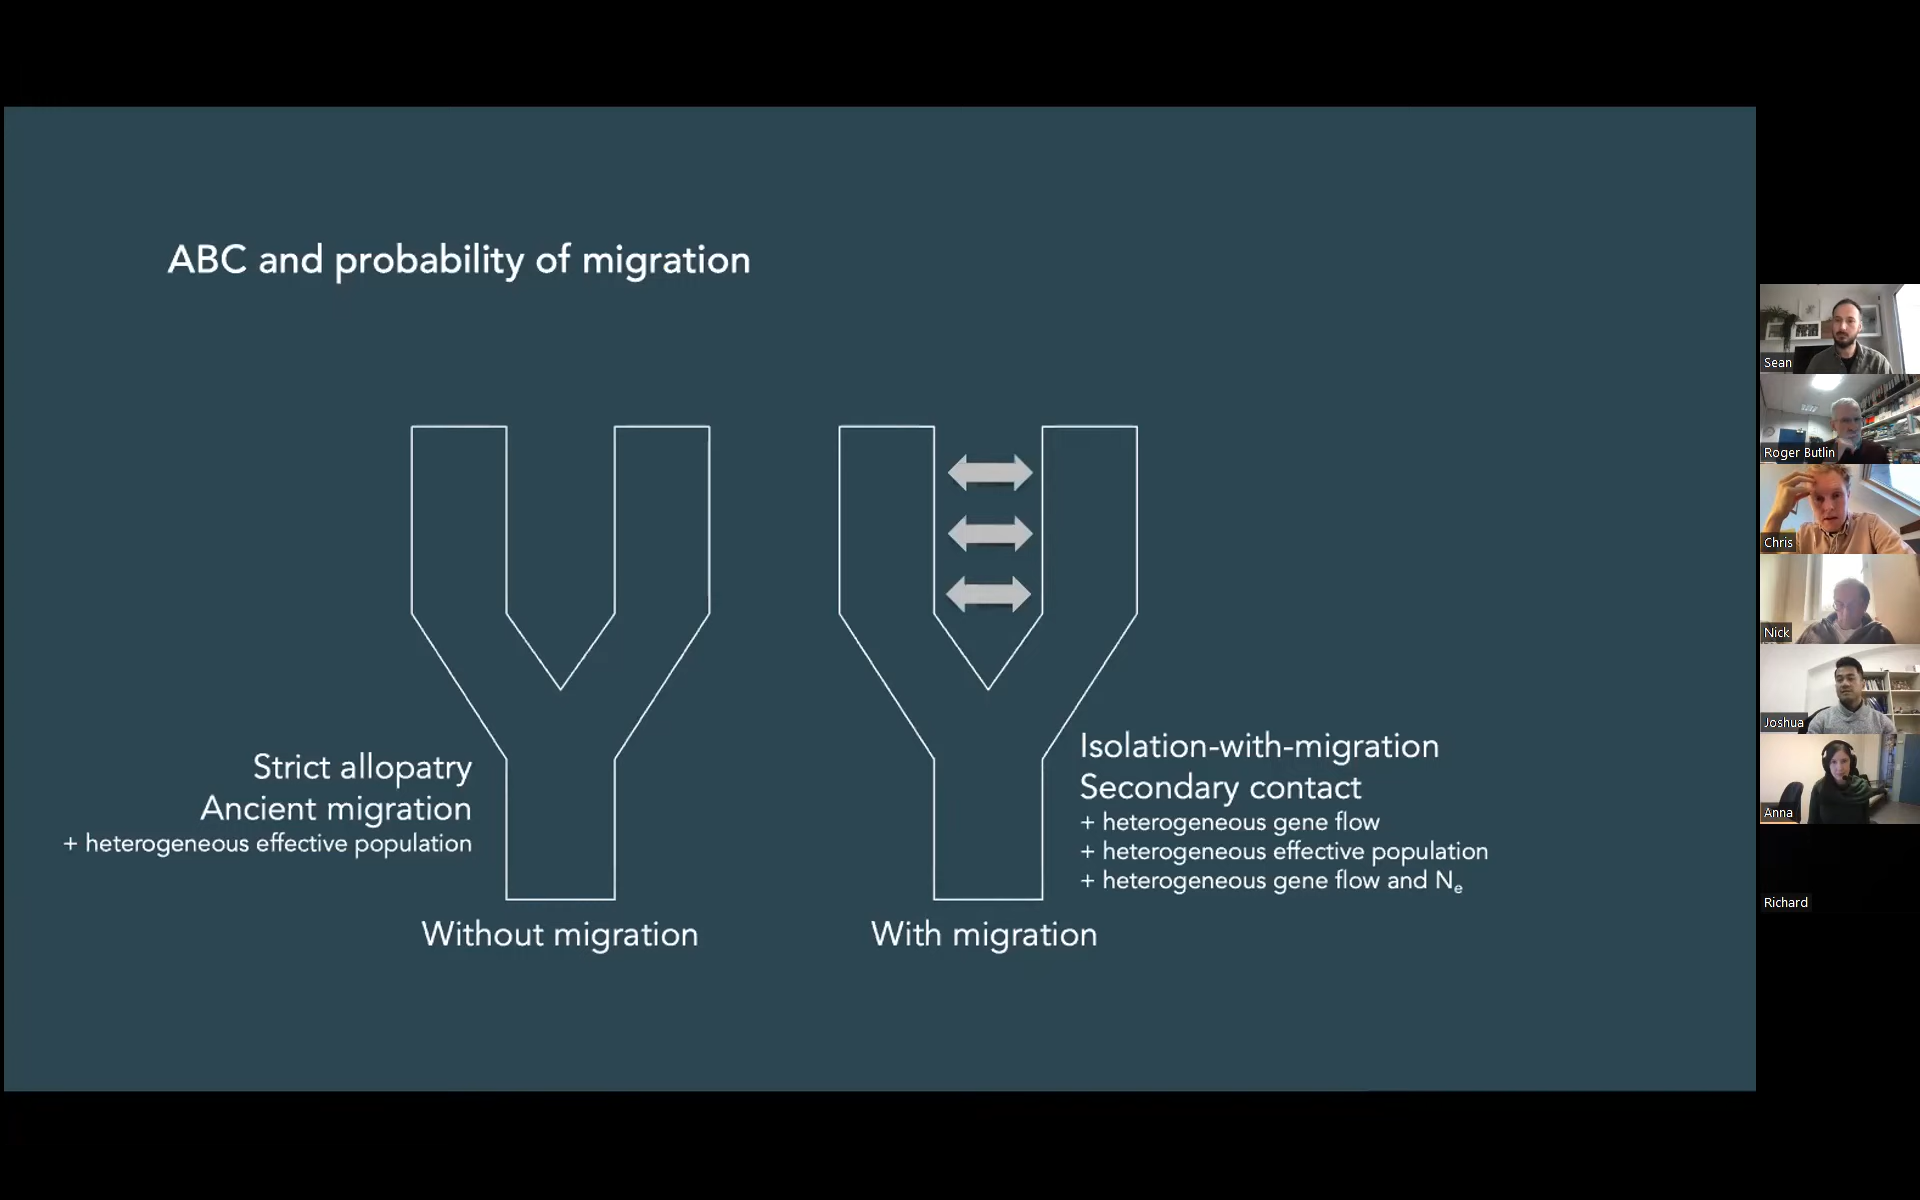 ABC and probability of migration
Strict allopatry
Ancient migration
+ heterogeneous effective population
Without migration
Isolation-with-migration
Secondary contact
+ heterogeneous gene flow
+ heterogeneous effective population
+ heterogeneous gene flow and Nₑ
With migration
Sean
Roger Butlin
Chris
Nick
Joshua
Anna
Richard